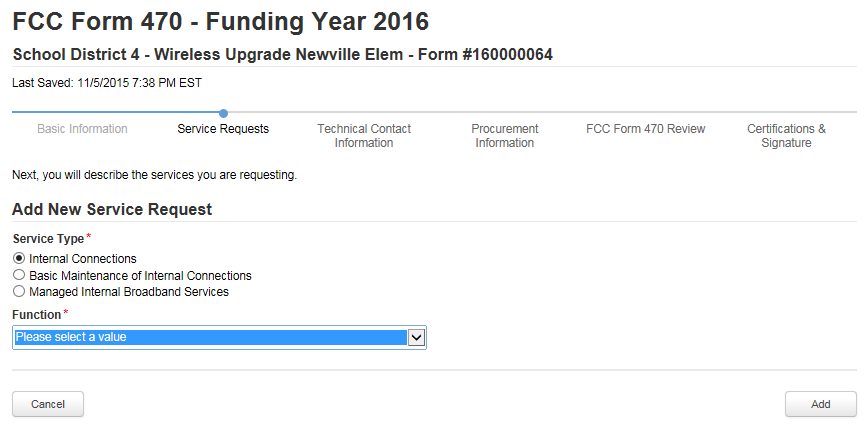 FCC Form 470 - Funding Year 2016
School District 4 - Wireless Upgrade Newville Elem - Form #160000064
Last Saved: 11/5/2015 7:38 PM EST
Basic Information
Service Requests
Technical Contact
Information
Procurement
Information
FCC Form 470 Review
Certifications &
Signature
Next, you will describe the services you are requesting.
Add New Service Request
Service Type*
Internal Connections
Basic Maintenance of Internal Connections
Managed Internal Broadband Services
Function*
Please select a value
Cancel
Add